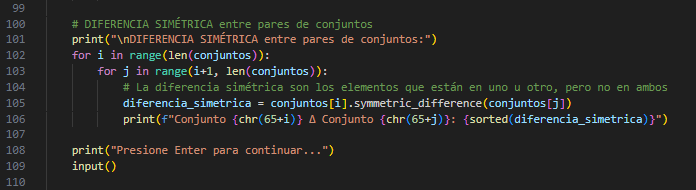 99
100 # DIFERENCIA SIMÉTRICA entre pares de conjuntos
101 print("\nDIFERENCIA SIMÉTRICA entre pares de conjuntos:")
102 for i in range(len(conjuntos)):
103     for j in range(i+1, len(conjuntos)):
104         # La diferencia simétrica son los elementos que están en uno u otro, pero no en ambos
105         diferencia_simetrica = conjuntos[i].symmetric_difference(conjuntos[j])
106         print(f"Conjunto {chr(65+i)} Δ Conjunto {chr(65+j)}: {sorted(diferencia_simetrica)}")
107
108 print("Presione Enter para continuar...")
109 input()
110